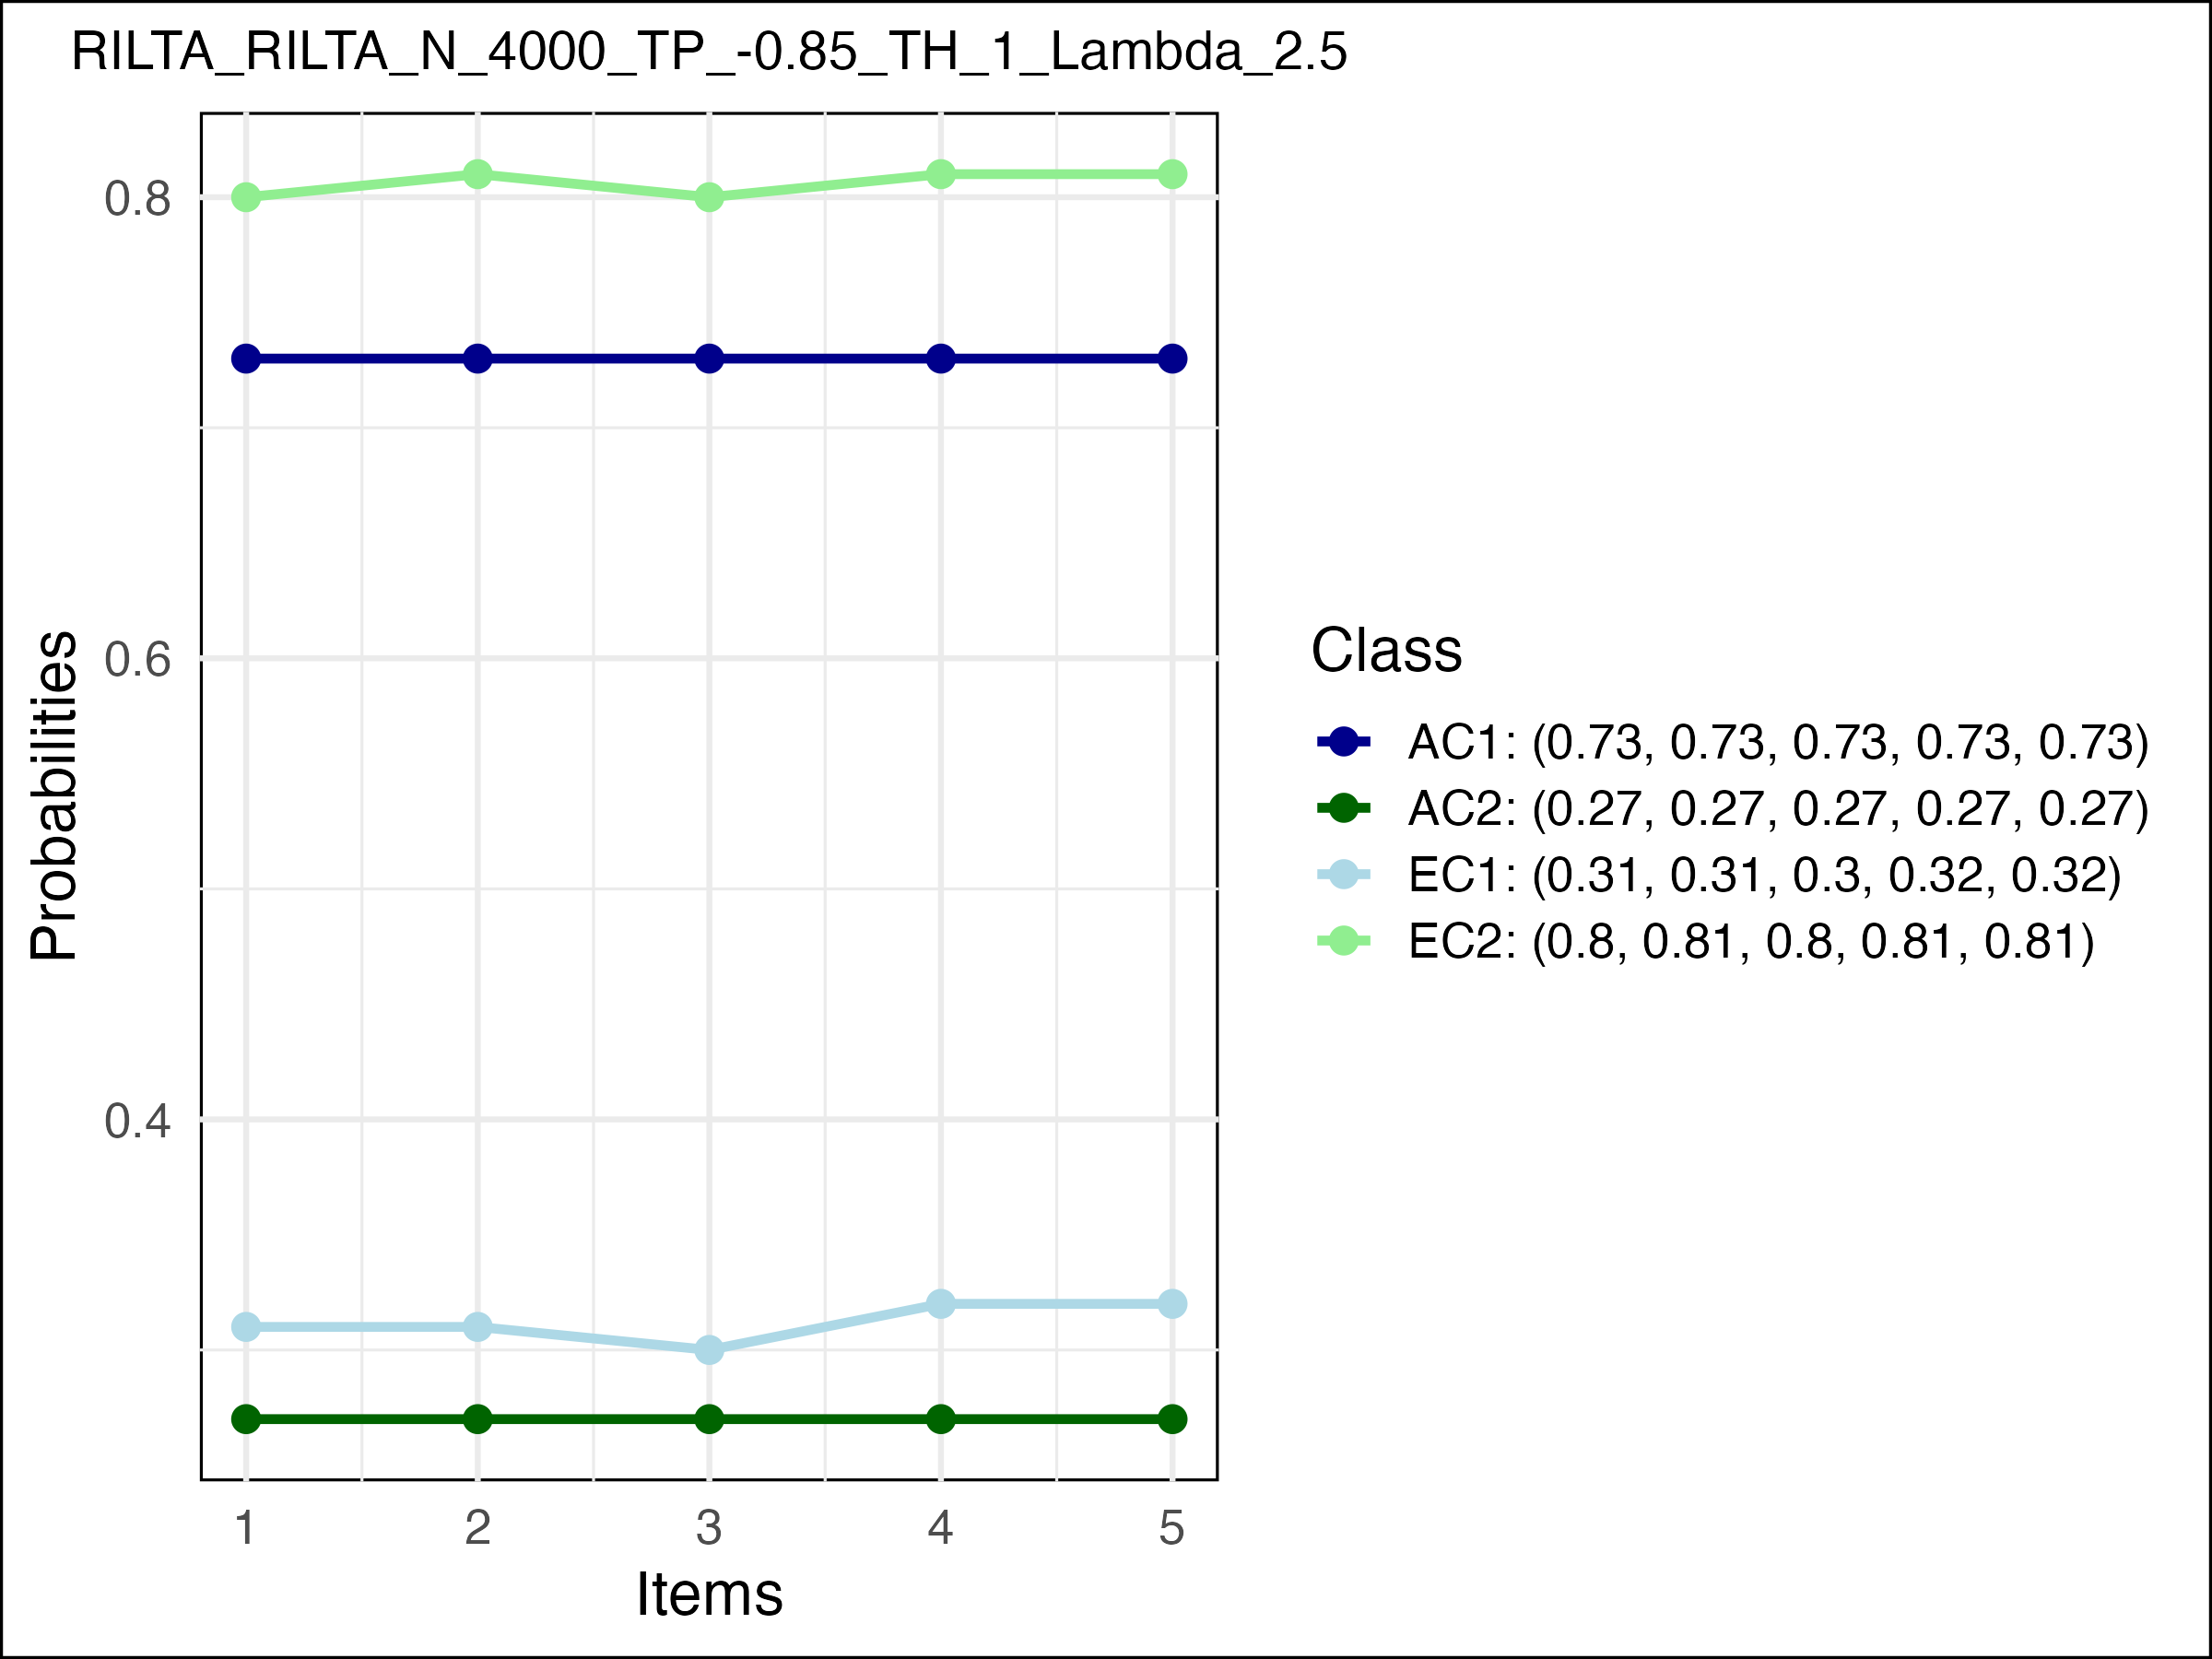 RILTA_RILTA_N_4000_TP_-0.85_TH_1_Lambda_2.5
Probabilities
0.8
0.6
0.4
1 2 3 4 5
Items
Class
AC1: (0.73, 0.73, 0.73, 0.73, 0.73)
AC2: (0.27, 0.27, 0.27, 0.27, 0.27)
EC1: (0.31, 0.31, 0.3, 0.32, 0.32)
EC2: (0.8, 0.81, 0.8, 0.81, 0.81)